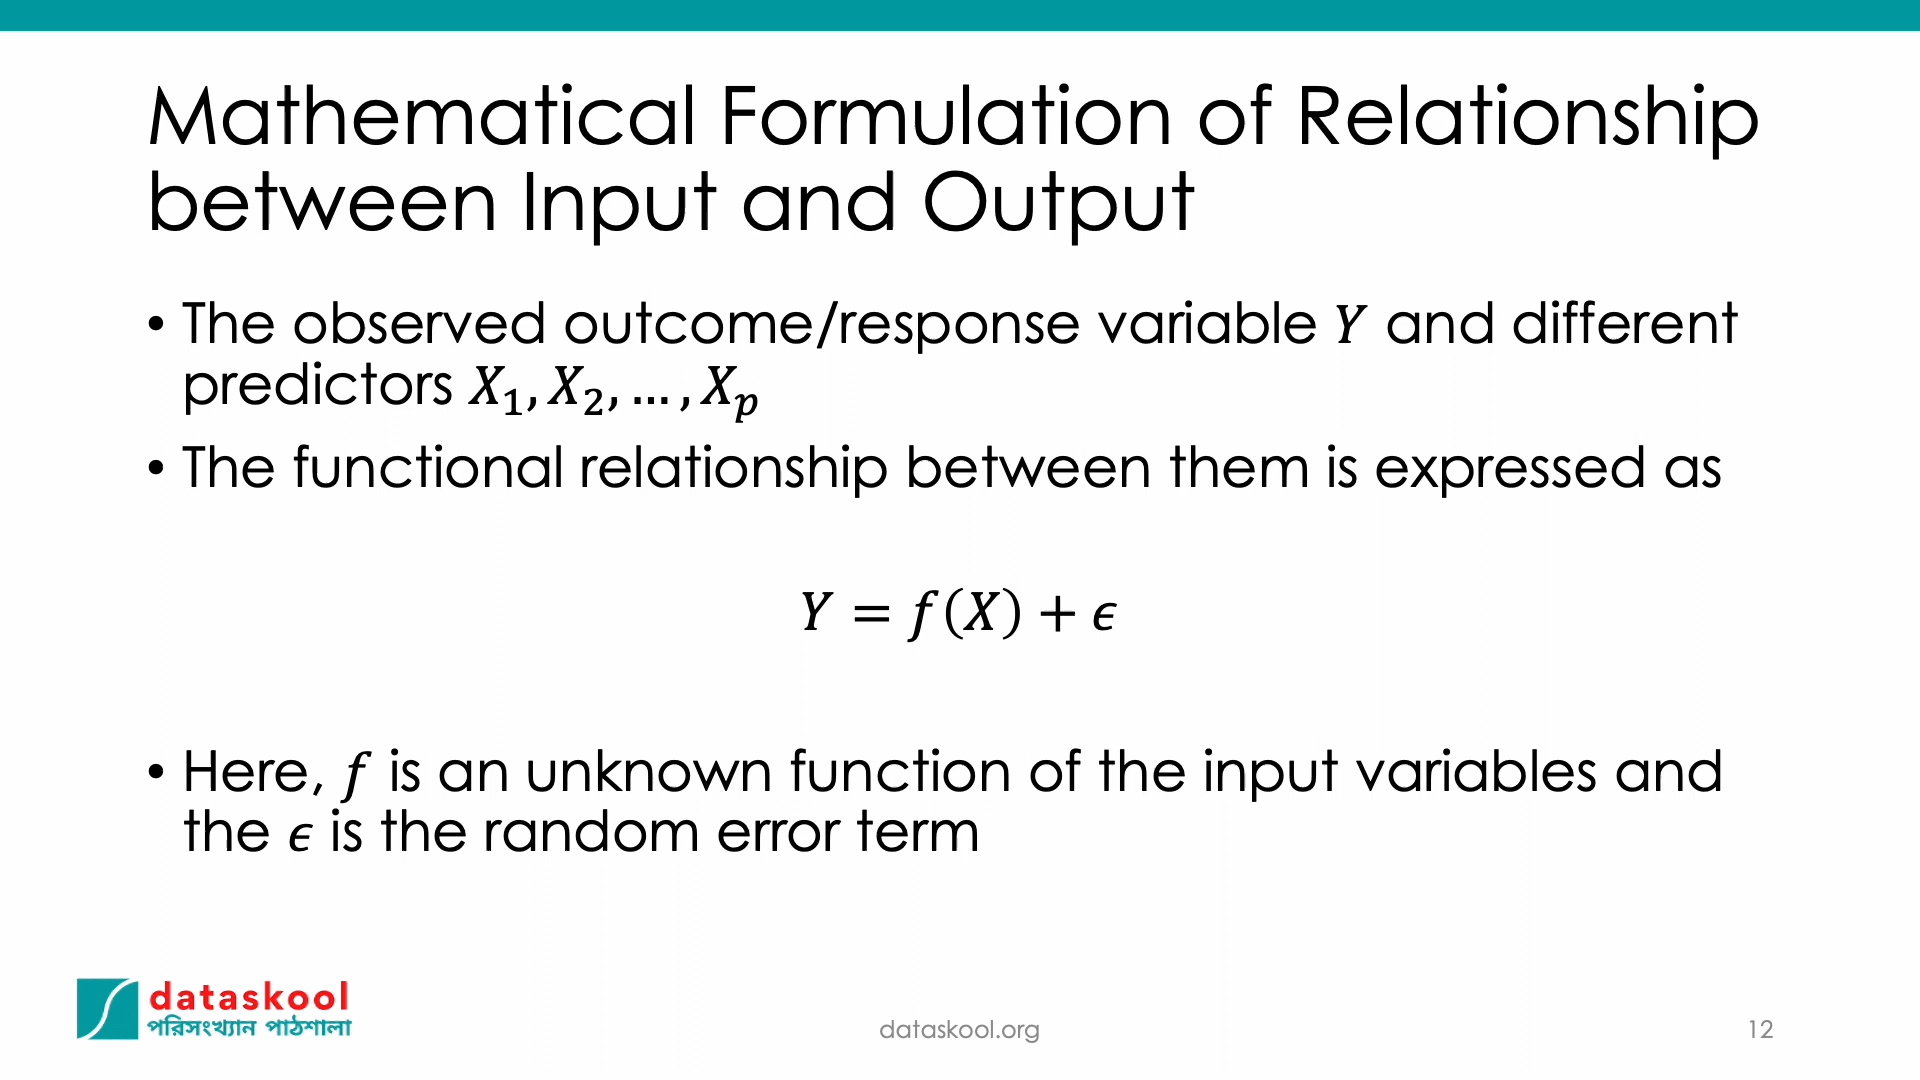 Mathematical Formulation of Relationship
between Input and Output
• The observed outcome/response variable Y and different
predictors X₁, X₂, … , Xₚ
• The functional relationship between them is expressed as
Y = f(X) + ϵ
• Here, f is an unknown function of the input variables and
the ϵ is the random error term
dataskool
পরিসংখ্যান পাঠশালা
dataskool.org
12